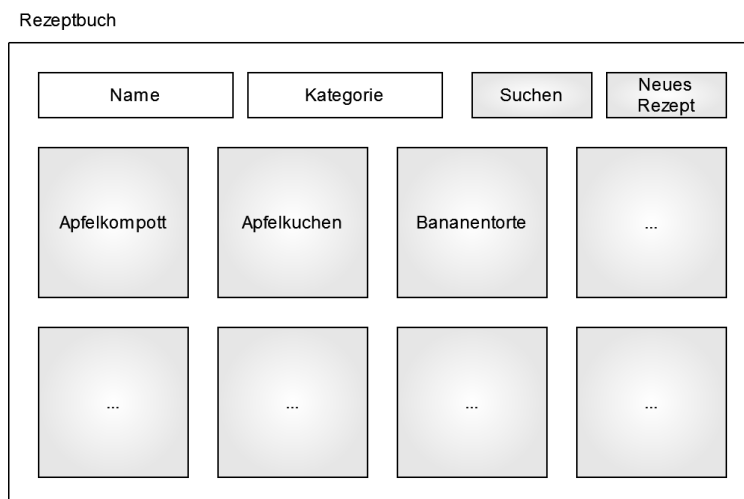 Rezeptbuch
Name
Kategorie
Suchen
Neues
Rezept
Apfelkompott
Apfelkuchen
Bananentorte
...
...
...
...
...